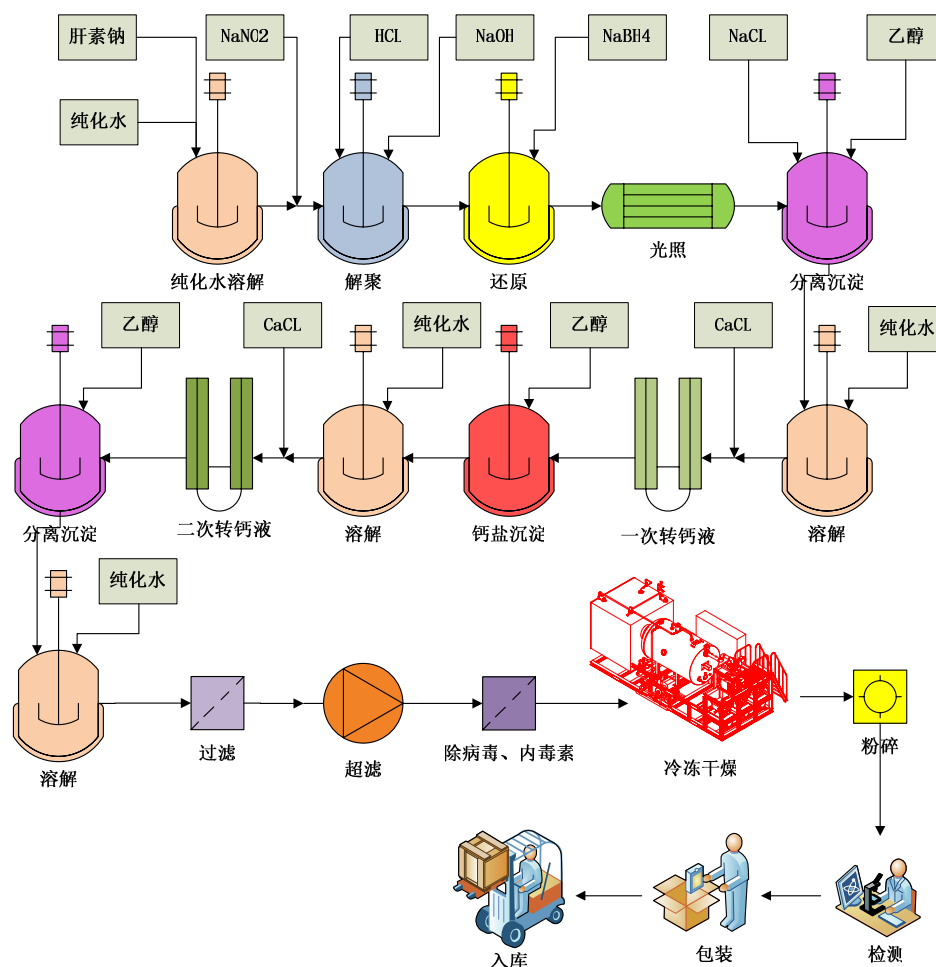 肝素钠
NaNO2
HCL
NaOH
NaBH4
NaCL
乙醇
纯化水
纯化水溶解
解聚
还原
光照
分离沉淀
乙醇
CaCL
纯化水
乙醇
CaCL
纯化水
分离沉淀
二次转钙液
溶解
钙盐沉淀
一次转钙液
溶解
纯化水
溶解
过滤
超滤
除病毒、内毒素
冷冻干燥
粉碎
入库
包装
检测